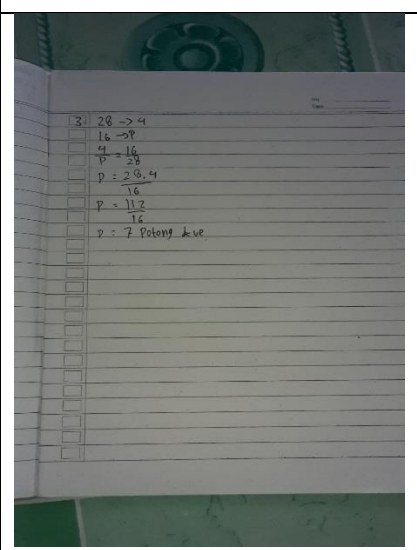 3 28 -> 4
16 -> P
4/P = 16/28
P = 28.4/16
P = 112/16
P = 7 Potong kue